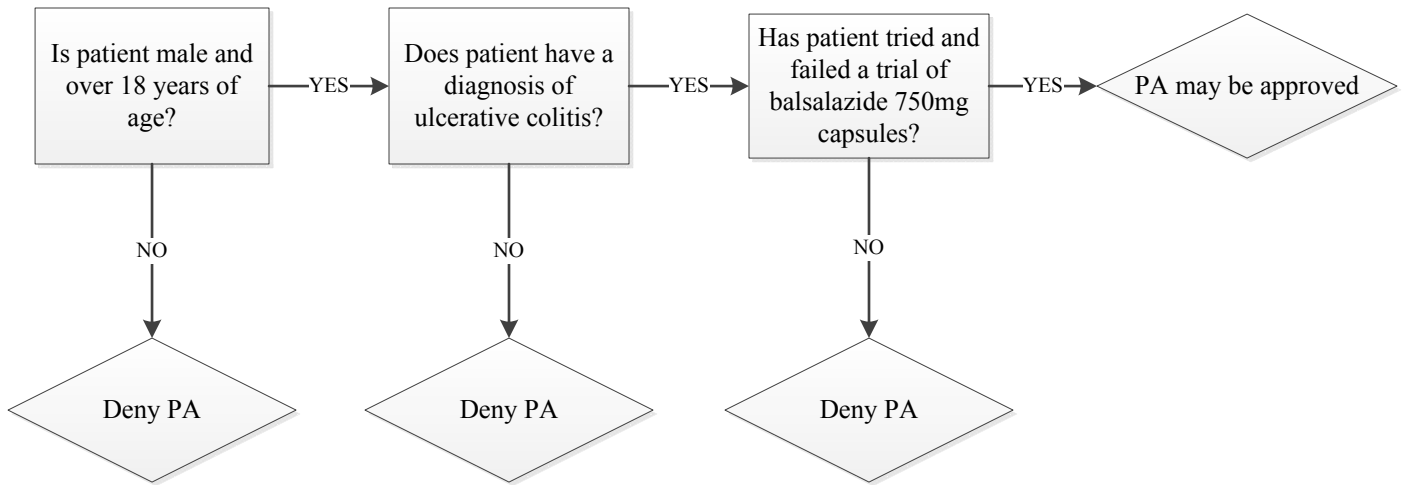 Is patient male and
over 18 years of
age?
YES
Does patient have a
diagnosis of
ulcerative colitis?
YES
Has patient tried and
failed a trial of
balsalazide 750mg
capsules?
YES
PA may be approved
NO
NO
NO
Deny PA
Deny PA
Deny PA